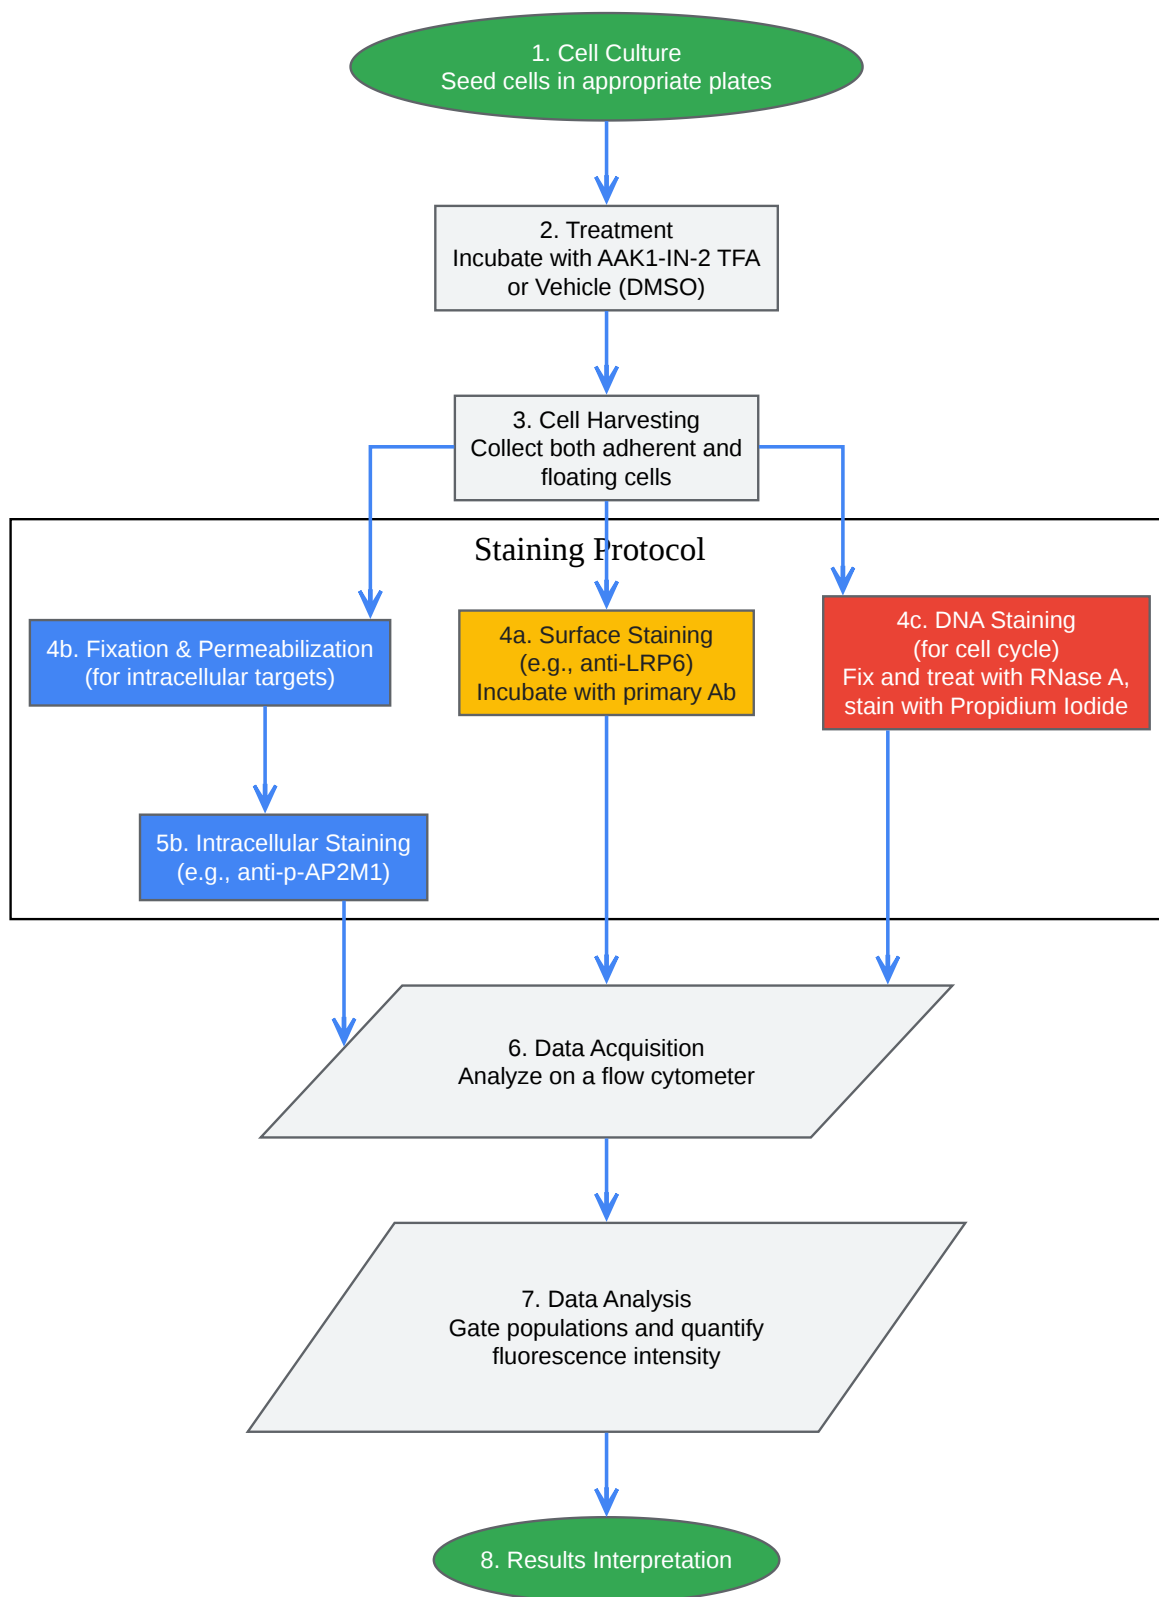 1. Cell Culture
Seed cells in appropriate plates
2. Treatment
Incubate with AAK1-IN-2 TFA
or Vehicle (DMSO)
3. Cell Harvesting
Collect both adherent and
floating cells
Staining Protocol
4b. Fixation & Permeabilization
(for intracellular targets)
4a. Surface Staining
(e.g., anti-LRP6)
Incubate with primary Ab
4c. DNA Staining
(for cell cycle)
Fix and treat with RNase A,
stain with Propidium Iodide
5b. Intracellular Staining
(e.g., anti-p-AP2M1)
6. Data Acquisition
Analyze on a flow cytometer
7. Data Analysis
Gate populations and quantify
fluorescence intensity
8. Results Interpretation